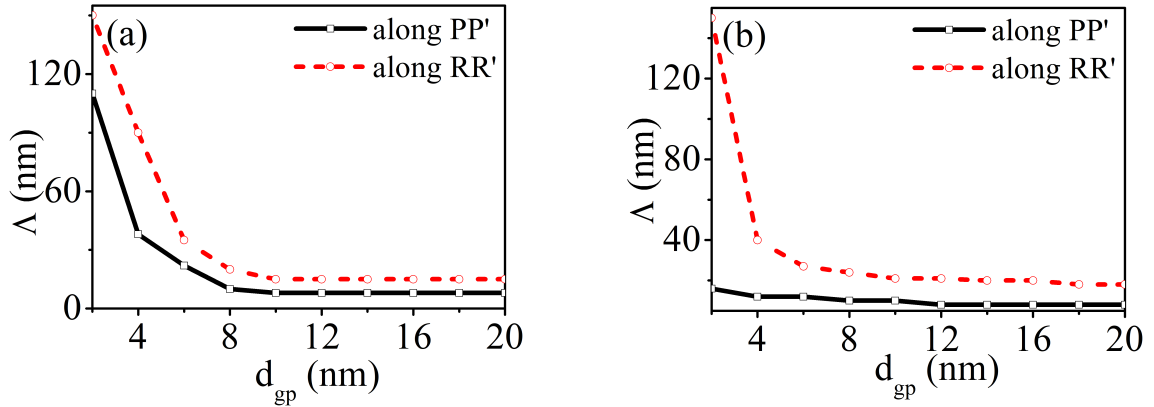 (a)
along PP'
along RR'
120
60
0
Λ (nm)
4 8 12 16 20
d_gp (nm)
(b)
along PP'
along RR'
120
80
40
Λ (nm)
4 8 12 16 20
d_gp (nm)